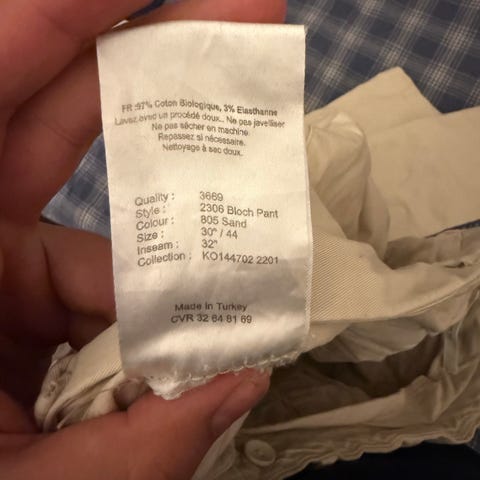 FR :97% Coton Biologique, 3% Elasthanne
Lavez avec un procédé doux.. Ne pas javelliser
Ne pas sécher en machine.
Repassez si nécessaire.
Nettoyage à sec doux.
Quality : 3669
Style : 2306 Bloch Pant
Colour : 805 Sand
Size : 30" / 44
Inseam : 32"
Collection : KO144702 2201
Made in Turkey
CVR 32 64 81 69